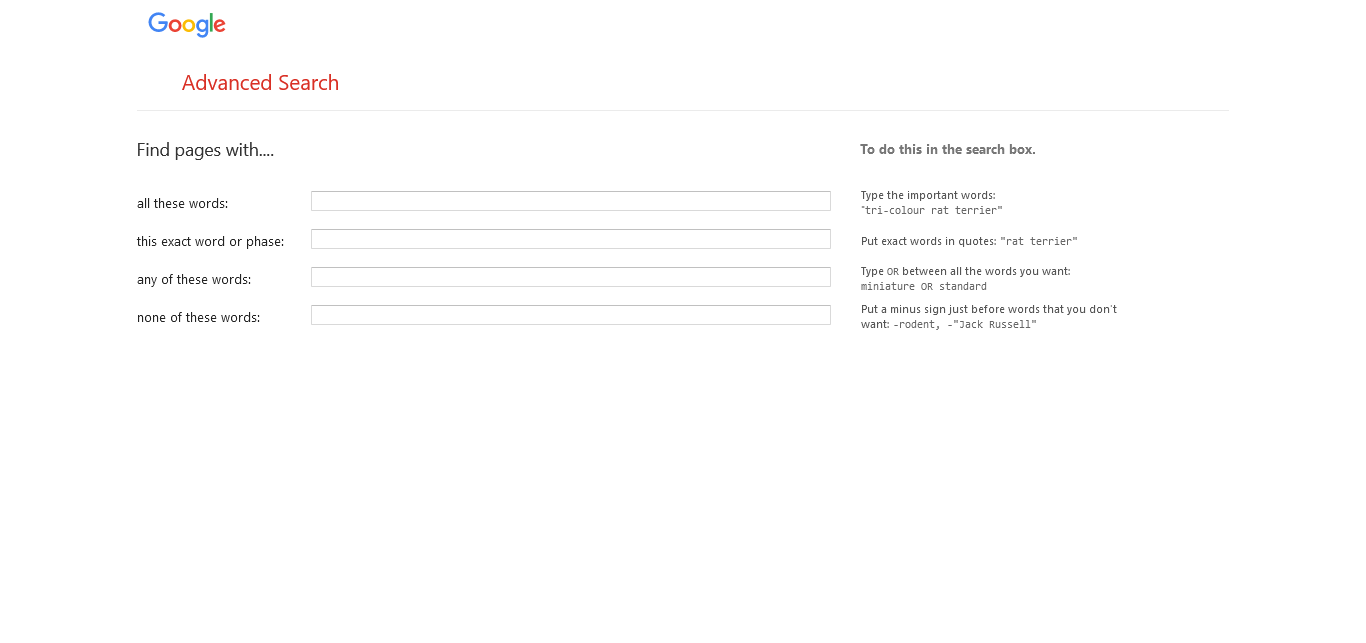 Google
Advanced Search
Find pages with....
To do this in the search box.
all these words:
Type the important words:
"tri-colour rat terrier"
this exact word or phase:
Put exact words in quotes: "rat terrier"
any of these words:
Type OR between all the words you want:
miniature OR standard
none of these words:
Put a minus sign just before words that you don't
want: -rodent, -"Jack Russell"